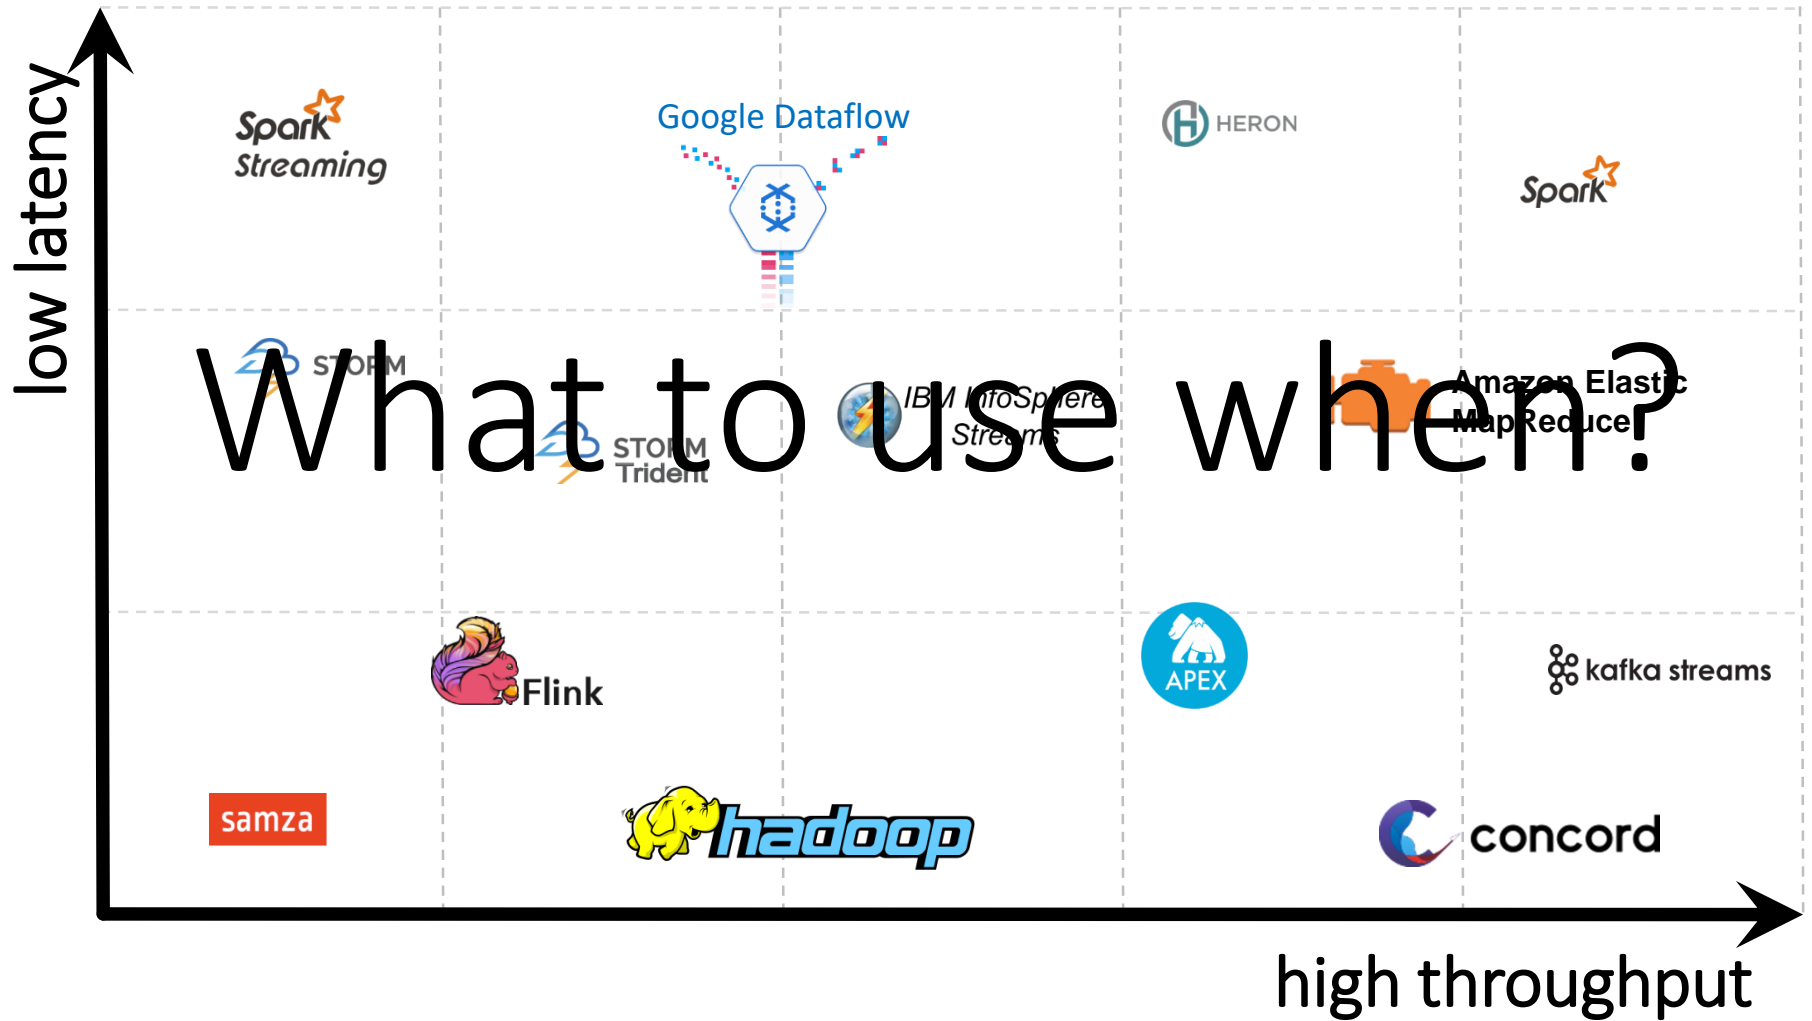 low latency
Spark
Streaming
Google Dataflow
HERON
Spark
What to use when?
STORM
STORM
Trident
IBM InfoSphere
Streams
Amazon Elastic
MapReduce
Flink
APEX
kafka streams
samza
hadoop
concord
high throughput